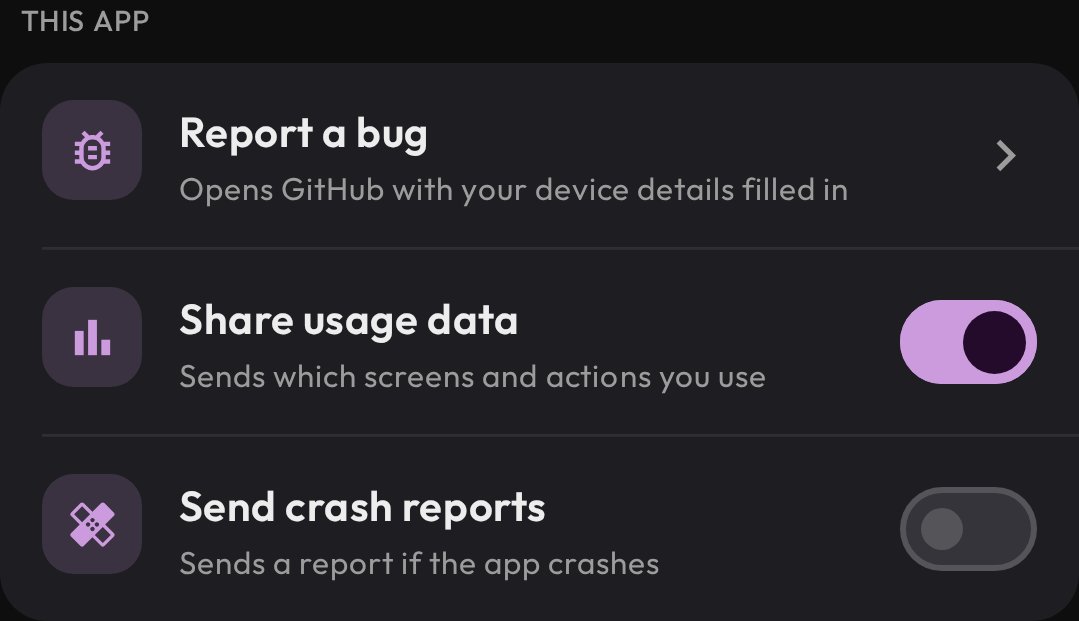 THIS APP
Report a bug
Opens GitHub with your device details filled in
Share usage data
Sends which screens and actions you use
Send crash reports
Sends a report if the app crashes